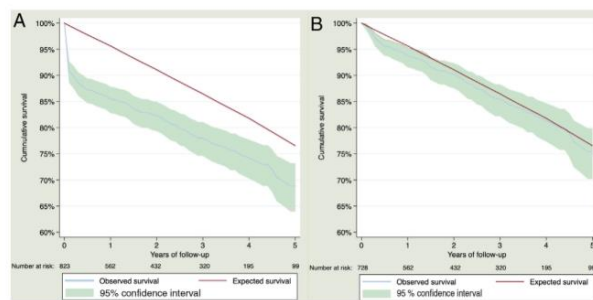 A
100%
95%
90%
85%
80%
75%
70%
65%
60%
Cumulative survival
0 1 2 3 4 5
Years of follow-up
Number at risk: 823 562 432 320 195 99
Observed survival Expected survival
95% confidence interval
B
100%
95%
90%
85%
80%
75%
70%
65%
60%
Cumulative survival
0 1 2 3 4 5
Years of follow-up
Number at risk: 728 562 432 320 195 99
Observed survival Expected survival
95 % confidence interval